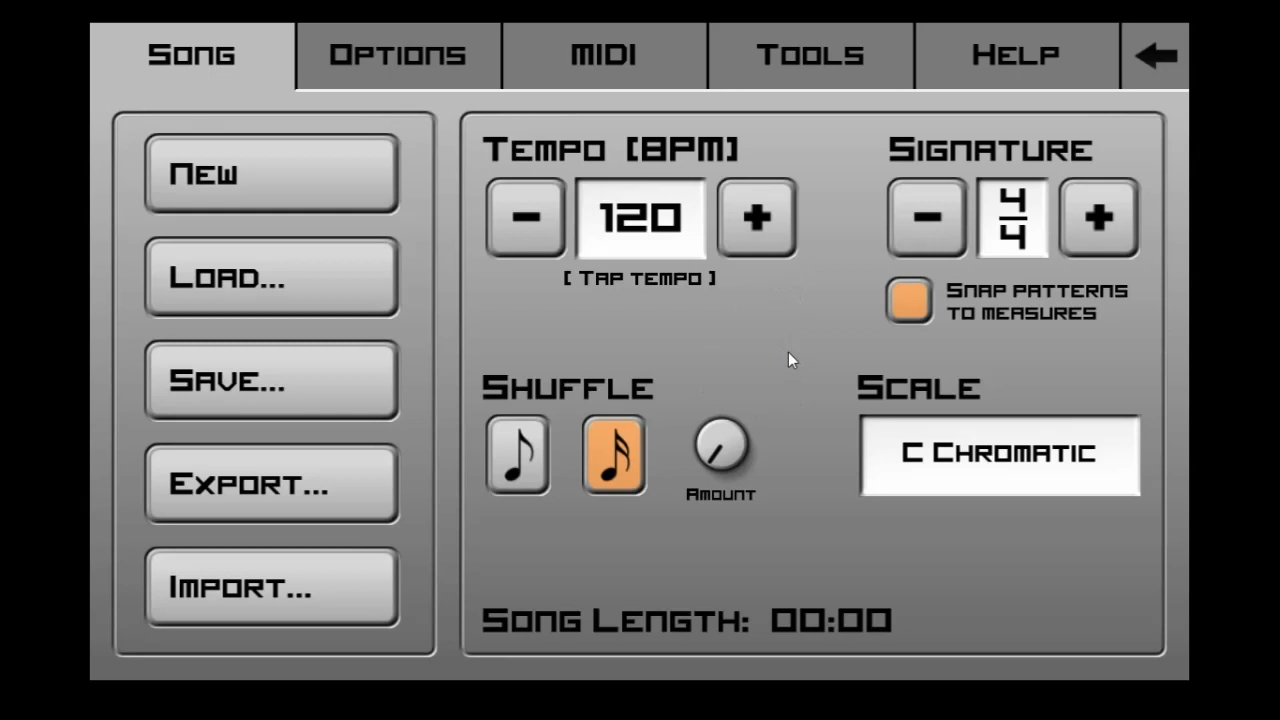 Song
Options
MIDI
Tools
Help
New
Load...
Save...
Export...
Import...
Tempo [BPM]
- 120 +
[ Tap tempo ]
Signature
- 4/4 +
Snap patterns
to measures
Shuffle
Amount
Scale
C Chromatic
Song Length: 00:00